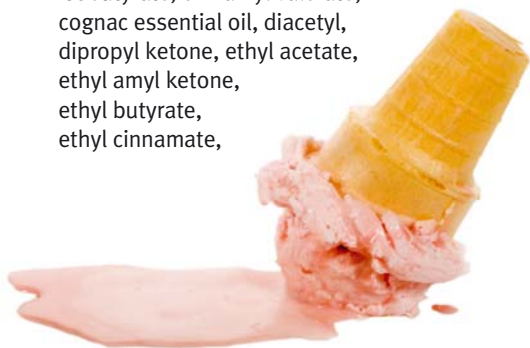 cognac essential oil, diacetyl,
dipropyl ketone, ethyl acetate,
ethyl amyl ketone,
ethyl butyrate,
ethyl cinnamate,